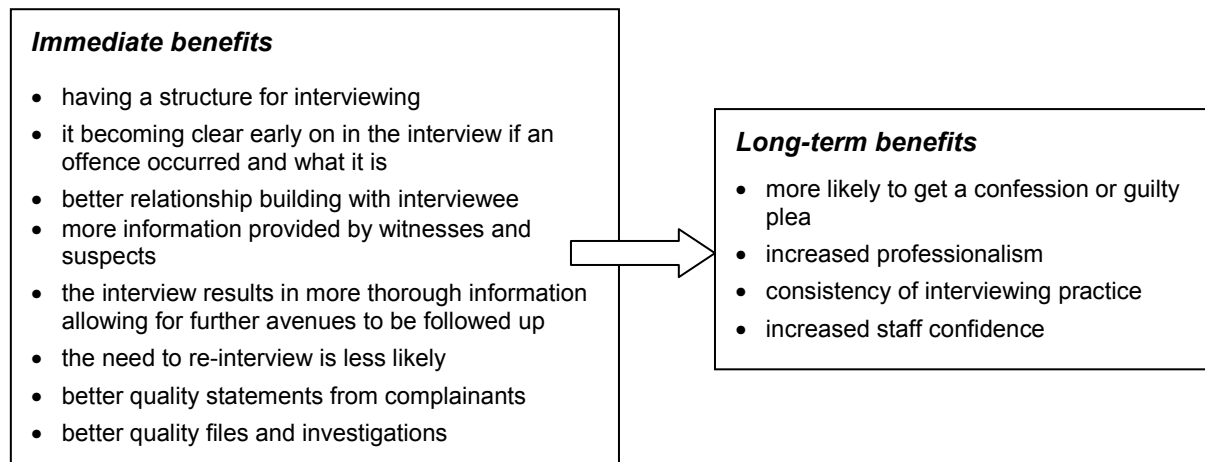 Immediate benefits
• having a structure for interviewing
• it becoming clear early on in the interview if an
offence occurred and what it is
• better relationship building with interviewee
• more information provided by witnesses and
suspects
• the interview results in more thorough information
allowing for further avenues to be followed up
• the need to re-interview is less likely
• better quality statements from complainants
• better quality files and investigations
Long-term benefits
• more likely to get a confession or guilty
plea
• increased professionalism
• consistency of interviewing practice
• increased staff confidence